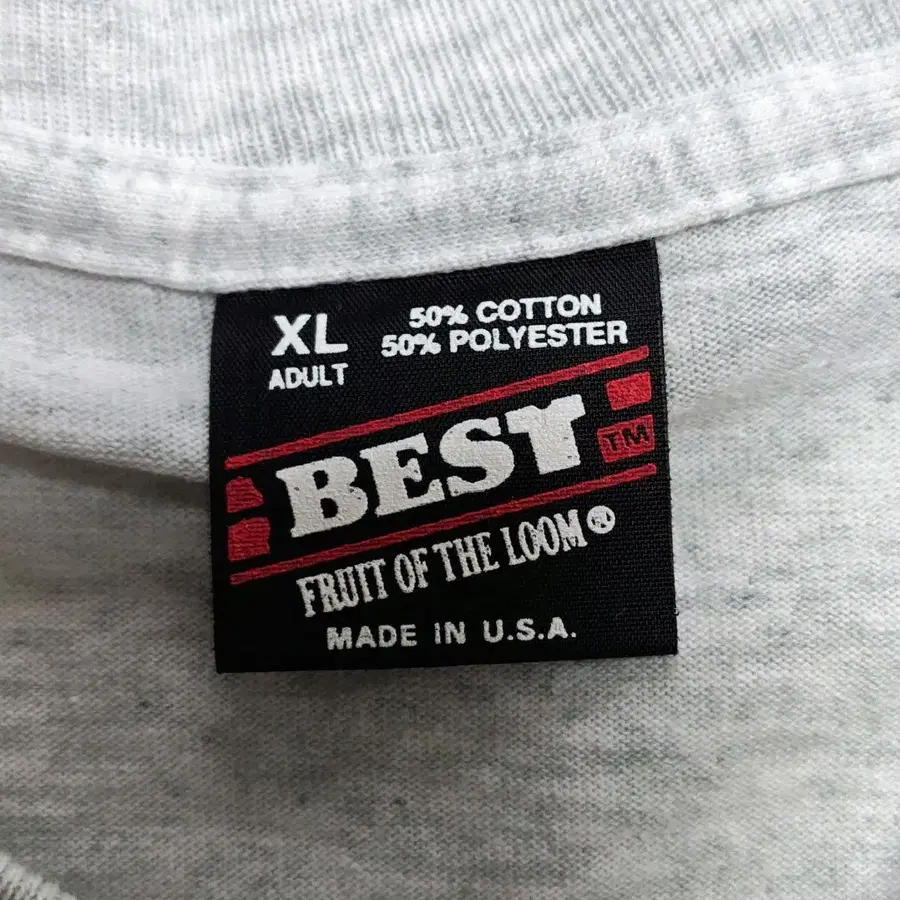 XL
ADULT
50% COTTON
50% POLYESTER
BEST
TM
FRUIT OF THE LOOM®
MADE IN U.S.A.